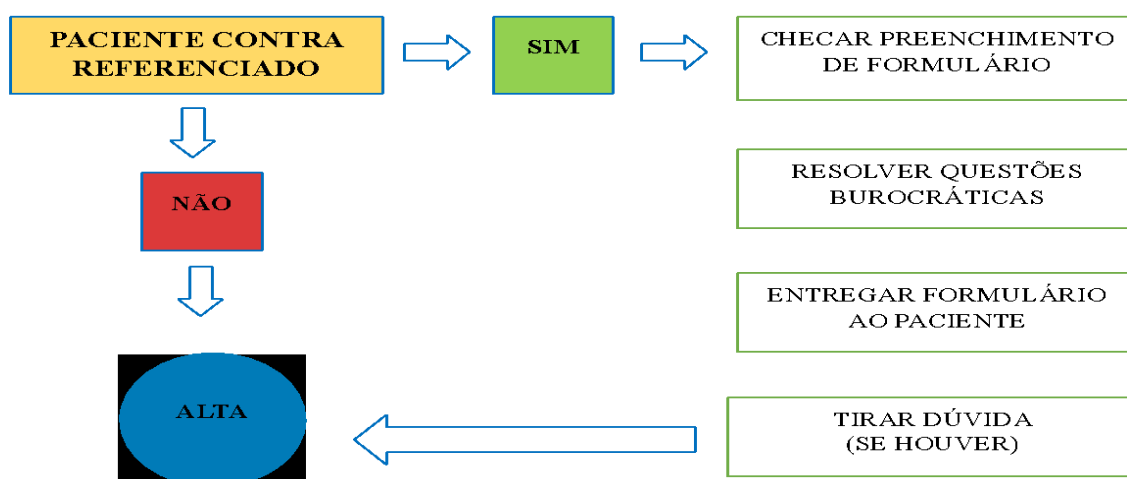 PACIENTE CONTRA
REFERENCIADO
SIM
CHECAR PREENCHIMENTO
DE FORMULÁRIO
NÃO
RESOLVER QUESTÕES
BUROCRÁTICAS
ENTREGAR FORMULÁRIO
AO PACIENTE
ALTA
TIRAR DÚVIDA
(SE HOUVER)